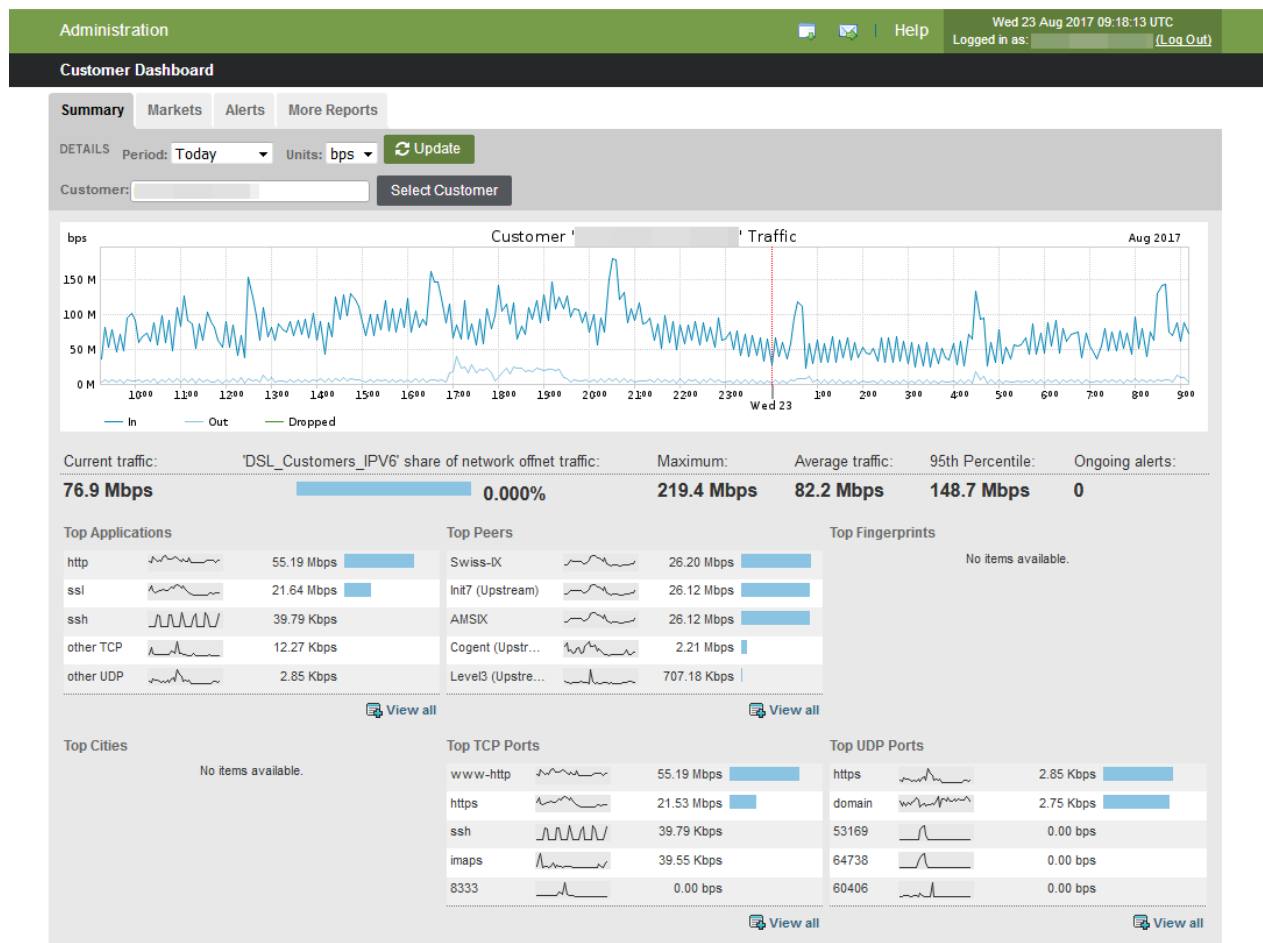 Administration
Help
Wed 23 Aug 2017 09:18:13 UTC
Logged in as: (Log Out)
Customer Dashboard
Summary Markets Alerts More Reports
DETAILS Period: Today Units: bps Update
Customer: Select Customer
bps Customer ' ' Traffic Aug 2017
150 M
100 M
50 M
0 M
10:00 11:00 12:00 13:00 14:00 15:00 16:00 17:00 18:00 19:00 20:00 21:00 22:00 23:00 1:00 2:00 3:00 4:00 5:00 6:00 7:00 8:00 9:00
Wed 23
In Out Dropped
Current traffic: 'DSL_Customers_IPV6' share of network offnet traffic: Maximum: Average traffic: 95th Percentile: Ongoing alerts:
76.9 Mbps 0.000% 219.4 Mbps 82.2 Mbps 148.7 Mbps 0
Top Applications
http 55.19 Mbps
ssl 21.64 Mbps
ssh 39.79 Kbps
other TCP 12.27 Kbps
other UDP 2.85 Kbps
View all
Top Peers
Swiss-IX 26.20 Mbps
Init7 (Upstream) 26.12 Mbps
AMSIX 26.12 Mbps
Cogent (Upstr... 2.21 Mbps
Level3 (Upstre... 707.18 Kbps
View all
Top Fingerprints
No items available.
Top Cities
No items available.
Top TCP Ports
www-http 55.19 Mbps
https 21.53 Mbps
ssh 39.79 Kbps
imaps 39.55 Kbps
8333 0.00 bps
View all
Top UDP Ports
https 2.85 Kbps
domain 2.75 Kbps
53169 0.00 bps
64738 0.00 bps
60406 0.00 bps
View all